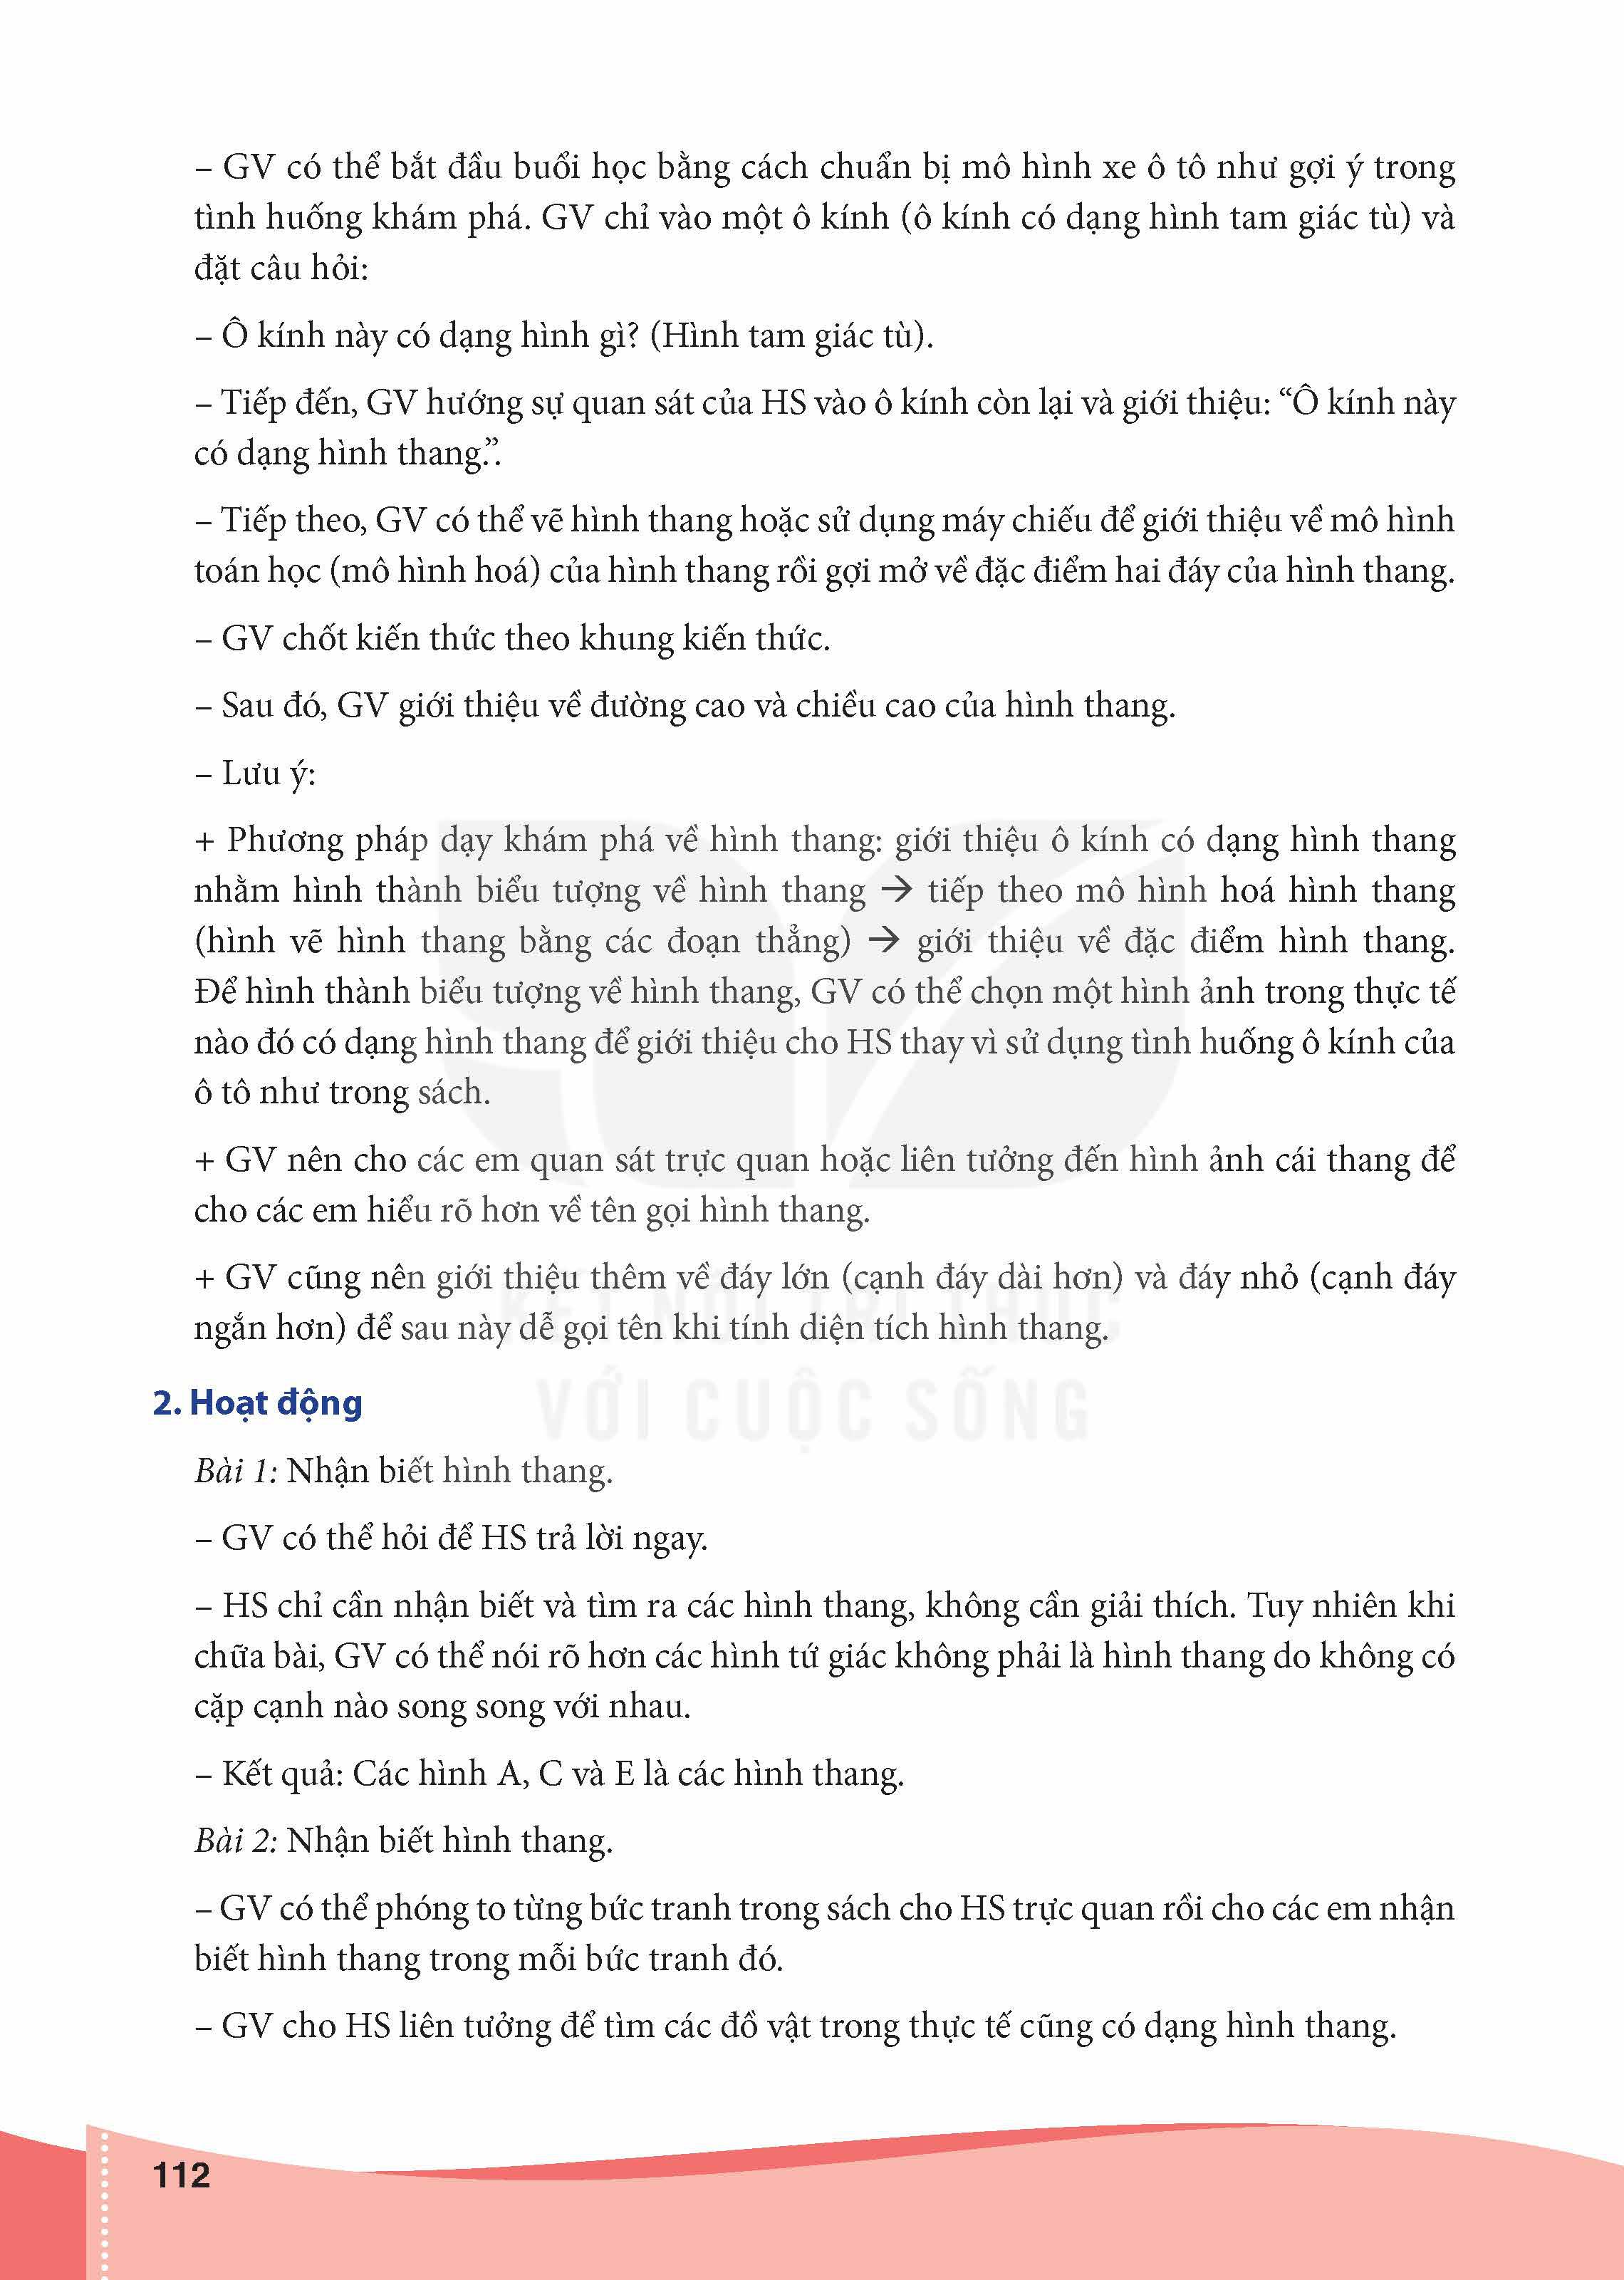 – GV có thể bắt đầu buổi học bằng cách chuẩn bị mô hình xe ô tô như gợi ý trong
tình huống khám phá. GV chỉ vào một ô kính (ô kính có dạng hình tam giác tù) và
đặt câu hỏi:
– Ô kính này có dạng hình gì? (Hình tam giác tù).
– Tiếp đến, GV hướng sự quan sát của HS vào ô kính còn lại và giới thiệu: “Ô kính này
có dạng hình thang.”.
– Tiếp theo, GV có thể vẽ hình thang hoặc sử dụng máy chiếu để giới thiệu về mô hình
toán học (mô hình hoá) của hình thang rồi gợi mở về đặc điểm hai đáy của hình thang.
– GV chốt kiến thức theo khung kiến thức.
– Sau đó, GV giới thiệu về đường cao và chiều cao của hình thang.
– Lưu ý:
+ Phương pháp dạy khám phá về hình thang: giới thiệu ô kính có dạng hình thang
nhằm hình thành biểu tượng về hình thang → tiếp theo mô hình hoá hình thang
(hình vẽ hình thang bằng các đoạn thẳng) → giới thiệu về đặc điểm hình thang.
Để hình thành biểu tượng về hình thang, GV có thể chọn một hình ảnh trong thực tế
nào đó có dạng hình thang để giới thiệu cho HS thay vì sử dụng tình huống ô kính của
ô tô như trong sách.
+ GV nên cho các em quan sát trực quan hoặc liên tưởng đến hình ảnh cái thang để
cho các em hiểu rõ hơn về tên gọi hình thang.
+ GV cũng nên giới thiệu thêm về đáy lớn (cạnh đáy dài hơn) và đáy nhỏ (cạnh đáy
ngắn hơn) để sau này dễ gọi tên khi tính diện tích hình thang.
KẾT NỐI TRI THỨC
VỚI CUỘC SỐNG
2. Hoạt động
Bài 1: Nhận biết hình thang.
– GV có thể hỏi để HS trả lời ngay.
– HS chỉ cần nhận biết và tìm ra các hình thang, không cần giải thích. Tuy nhiên khi
chữa bài, GV có thể nói rõ hơn các hình tứ giác không phải là hình thang do không có
cặp cạnh nào song song với nhau.
– Kết quả: Các hình A, C và E là các hình thang.
Bài 2: Nhận biết hình thang.
– GV có thể phóng to từng bức tranh trong sách cho HS trực quan rồi cho các em nhận
biết hình thang trong mỗi bức tranh đó.
– GV cho HS liên tưởng để tìm các đồ vật trong thực tế cũng có dạng hình thang.
112